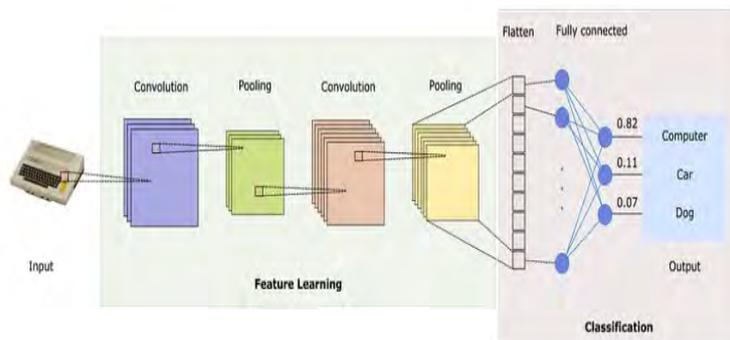 Flatten
Fully connected
Convolution
Pooling
Convolution
Pooling
0.82
Computer
0.11
Car
0.07
Dog
Input
Output
Feature Learning
Classification